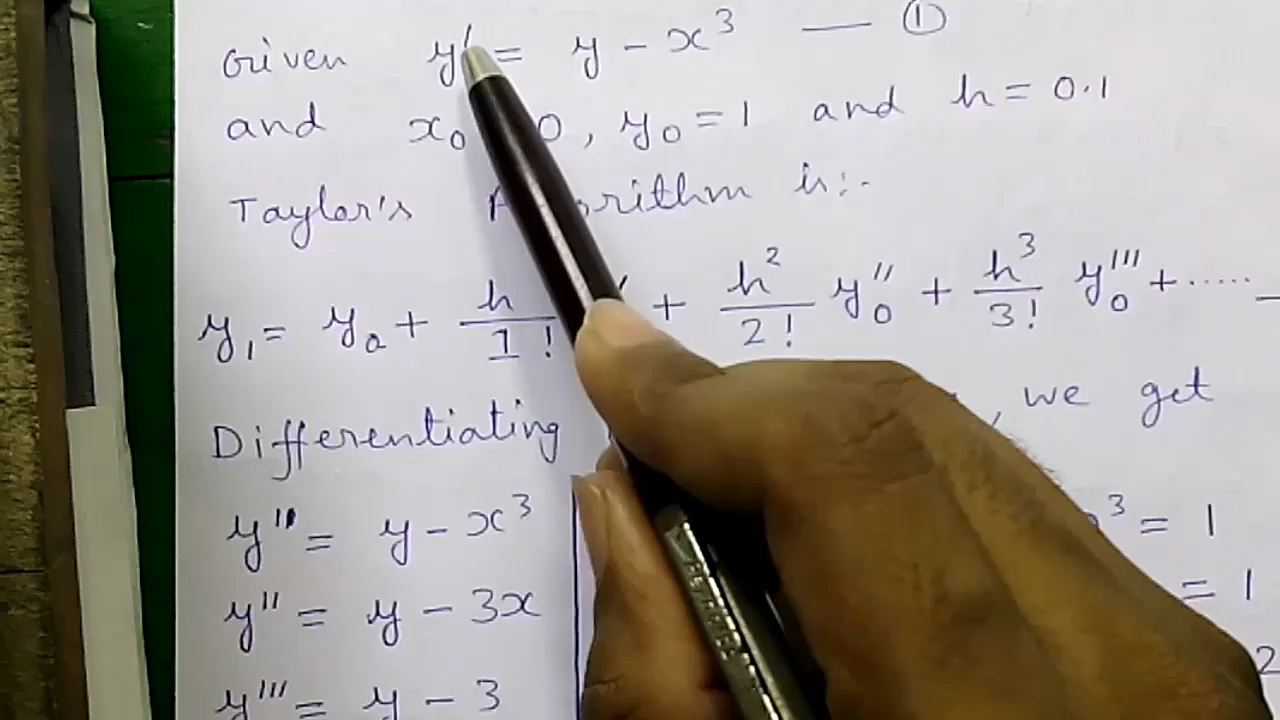 Given y' = y - x³ — ①
and x₀ 0, y₀ = 1 and h = 0.1
Taylor's is:-
y₁ = y₀ + h/1! + h²/2! y₀'' + h³/3! y₀''' + ...... —
Differentiating , we get
y'' = y - x³
³ = 1
y'' = y - 3x
= 1
y''' = y - 3
2